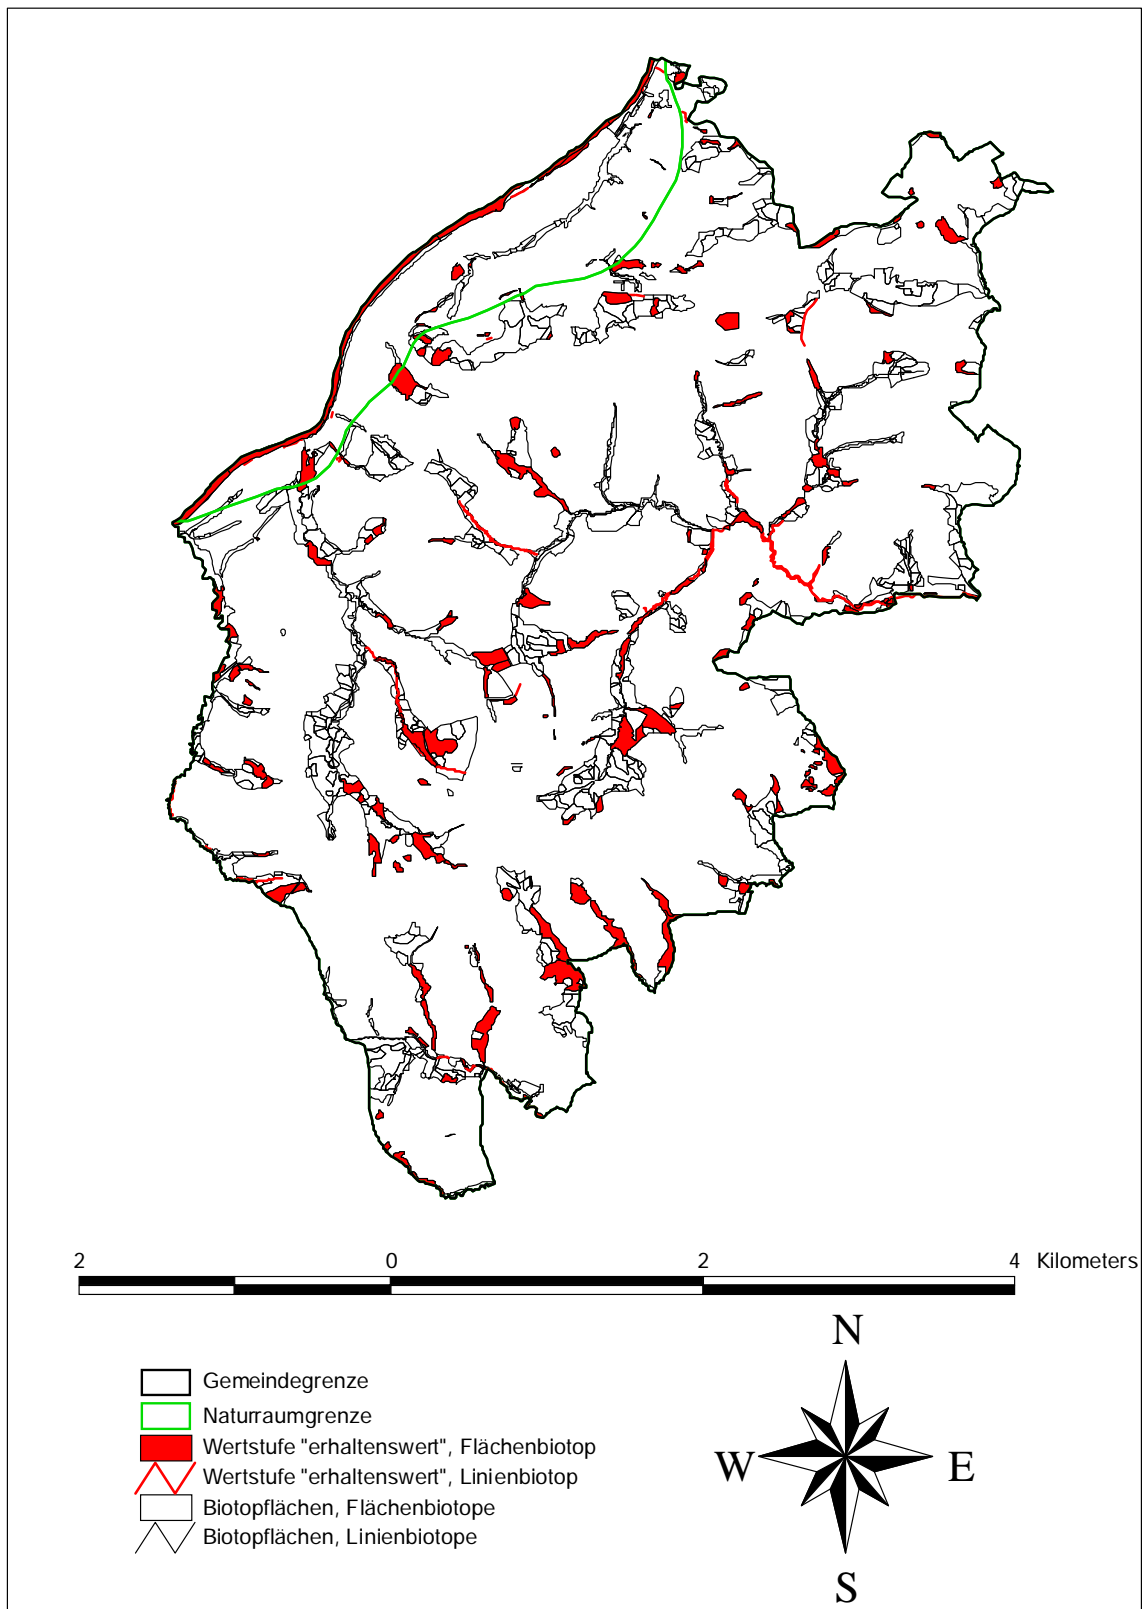 2 0 2 4 Kilometers
N
W E
S
Gemeindegrenze
Naturraumgrenze
Wertstufe "erhaltenswert", Flächenbiotop
Wertstufe "erhaltenswert", Linienbiotop
Biotopflächen, Flächenbiotope
Biotopflächen, Linienbiotope